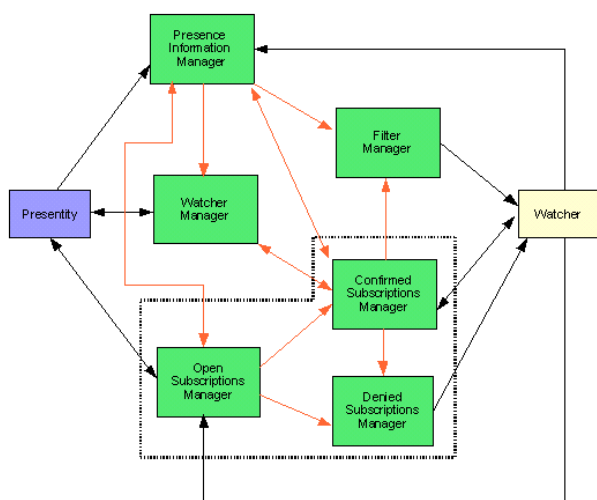 Presence
Information
Manager
Filter
Manager
Presentity
Watcher
Manager
Watcher
Confirmed
Subscriptions
Manager
Open
Subscriptions
Manager
Denied
Subscriptions
Manager